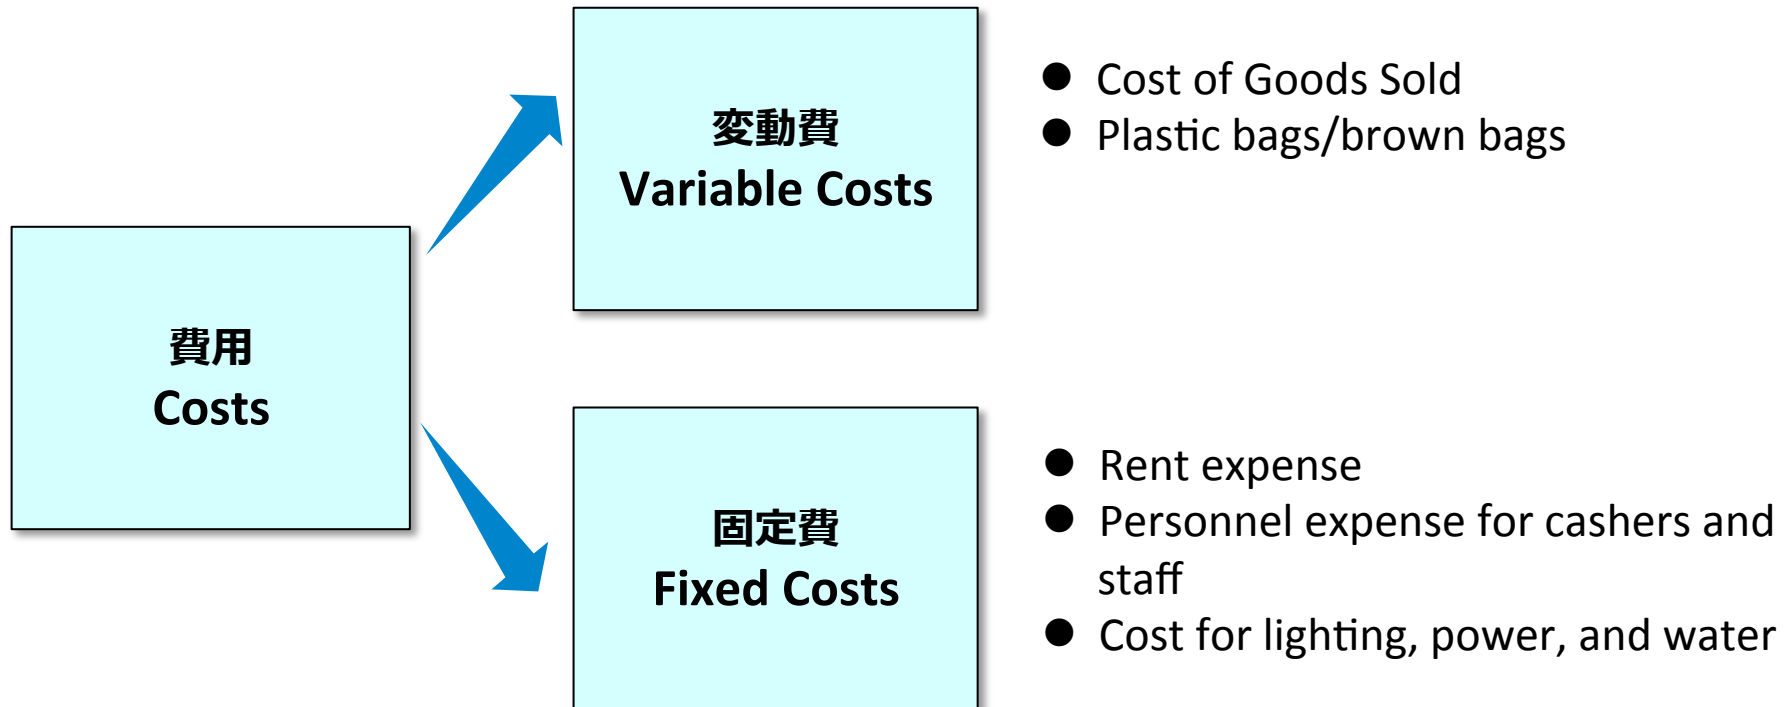 費用
Costs
変動費
Variable Costs
● Cost of Goods Sold
● Plastic bags/brown bags
固定費
Fixed Costs
● Rent expense
● Personnel expense for cashers and
staff
● Cost for lighting, power, and water